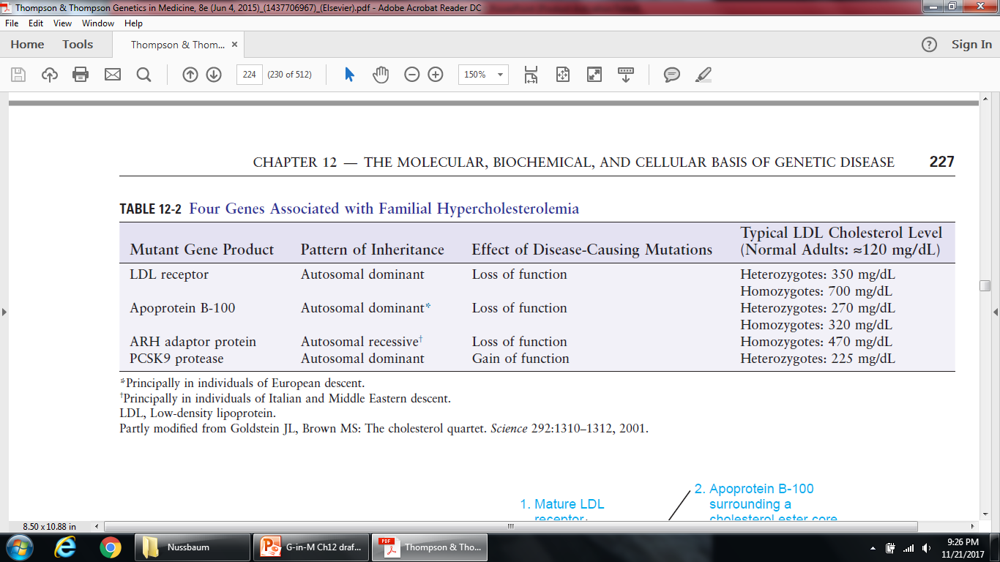 Thompson & Thompson Genetics in Medicine, 8e (Jun 4, 2015)_(1437706967)_(Elsevier).pdf - Adobe Acrobat Reader DC
File Edit View Window Help
Home Tools Thompson & Thom... × ? Sign In
224 (230 of 512) 150%
CHAPTER 12 — THE MOLECULAR, BIOCHEMICAL, AND CELLULAR BASIS OF GENETIC DISEASE 227
TABLE 12-2 Four Genes Associated with Familial Hypercholesterolemia
Typical LDL Cholesterol Level
Mutant Gene Product Pattern of Inheritance Effect of Disease-Causing Mutations (Normal Adults: ≈120 mg/dL)
LDL receptor Autosomal dominant Loss of function Heterozygotes: 350 mg/dL
Homozygotes: 700 mg/dL
Apoprotein B-100 Autosomal dominant* Loss of function Heterozygotes: 270 mg/dL
Homozygotes: 320 mg/dL
ARH adaptor protein Autosomal recessive† Loss of function Homozygotes: 470 mg/dL
PCSK9 protease Autosomal dominant Gain of function Heterozygotes: 225 mg/dL
*Principally in individuals of European descent.
†Principally in individuals of Italian and Middle Eastern descent.
LDL, Low-density lipoprotein.
Partly modified from Goldstein JL, Brown MS: The cholesterol quartet. Science 292:1310–1312, 2001.
2. Apoprotein B-100
1. Mature LDL surrounding a
receptor cholesterol ester core
8.50 x 10.88 in
Nussbaum G-in-M Ch12 draf... PDF Thompson & Tho... 9:26 PM
11/21/2017